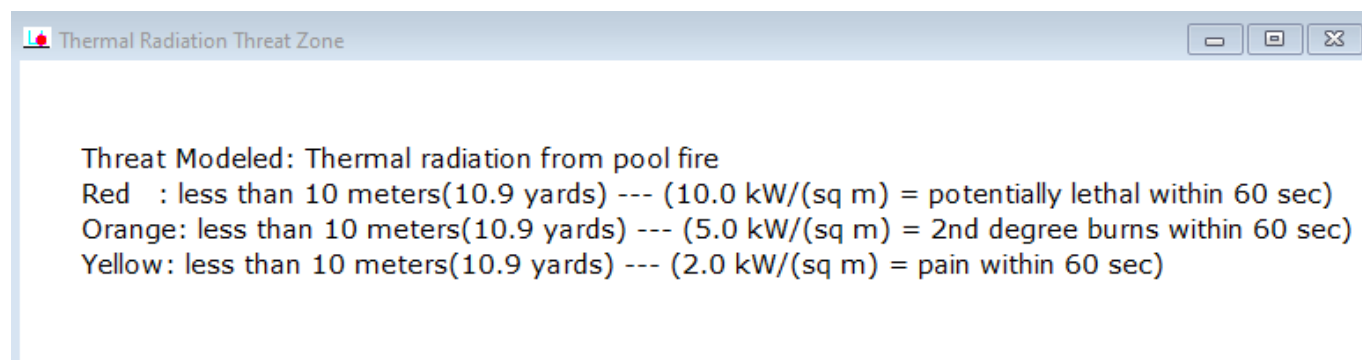 Thermal Radiation Threat Zone
Threat Modeled: Thermal radiation from pool fire
Red   : less than 10 meters(10.9 yards) --- (10.0 kW/(sq m) = potentially lethal within 60 sec)
Orange: less than 10 meters(10.9 yards) --- (5.0 kW/(sq m) = 2nd degree burns within 60 sec)
Yellow: less than 10 meters(10.9 yards) --- (2.0 kW/(sq m) = pain within 60 sec)